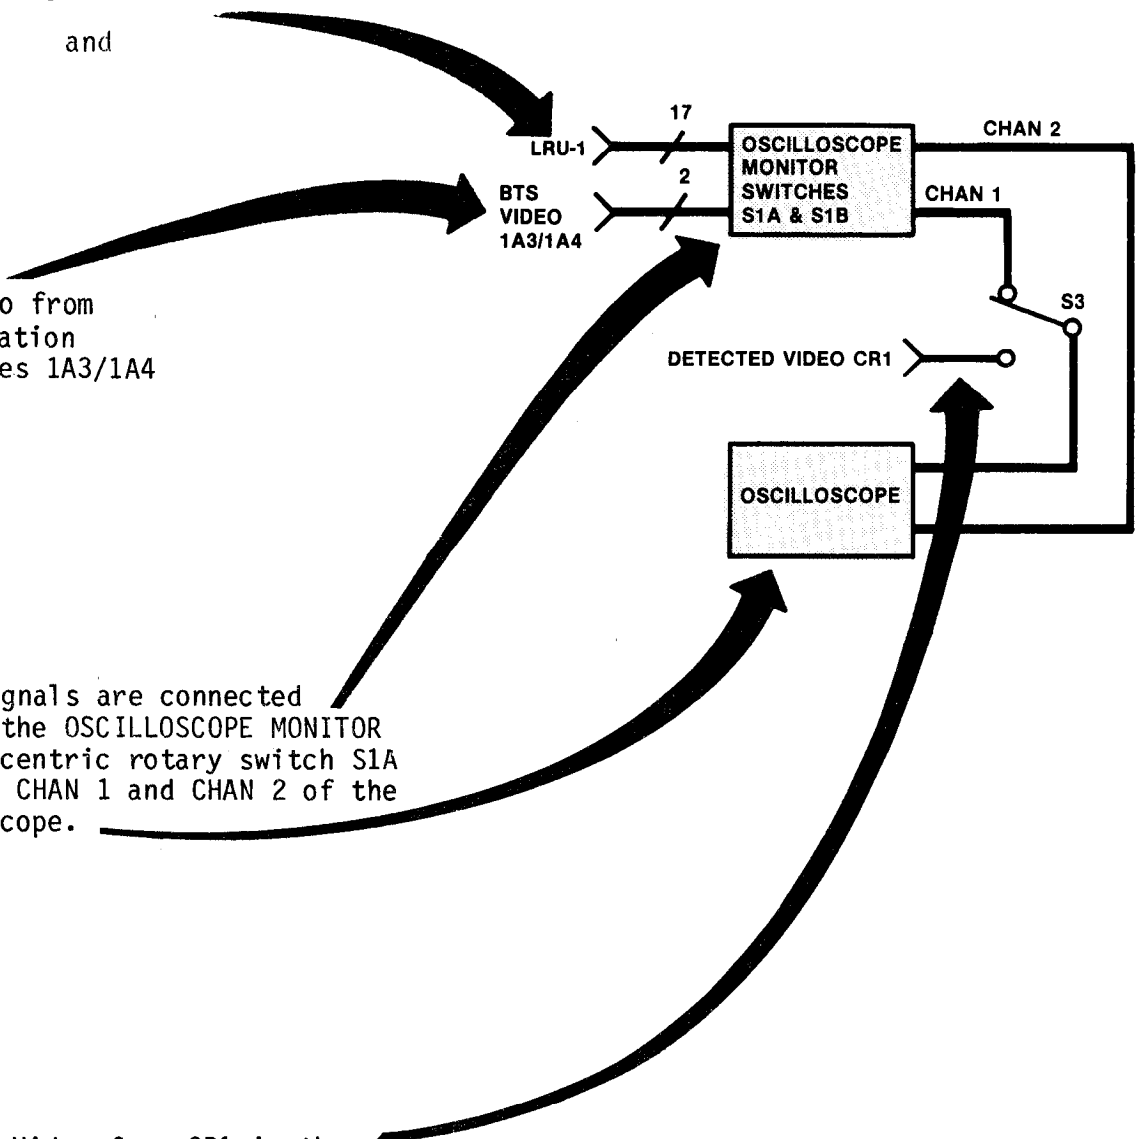 and
17
LRU-1
OSCILLOSCOPE
MONITOR
SWITCHES
S1A & S1B
CHAN 2
2
BTS
VIDEO
1A3/1A4
CHAN 1
o from
ation
es 1A3/1A4
S3
DETECTED VIDEO CR1
OSCILLOSCOPE
gnals are connected
the OSCILLOSCOPE MONITOR
centric rotary switch S1A
CHAN 1 and CHAN 2 of the
cope.